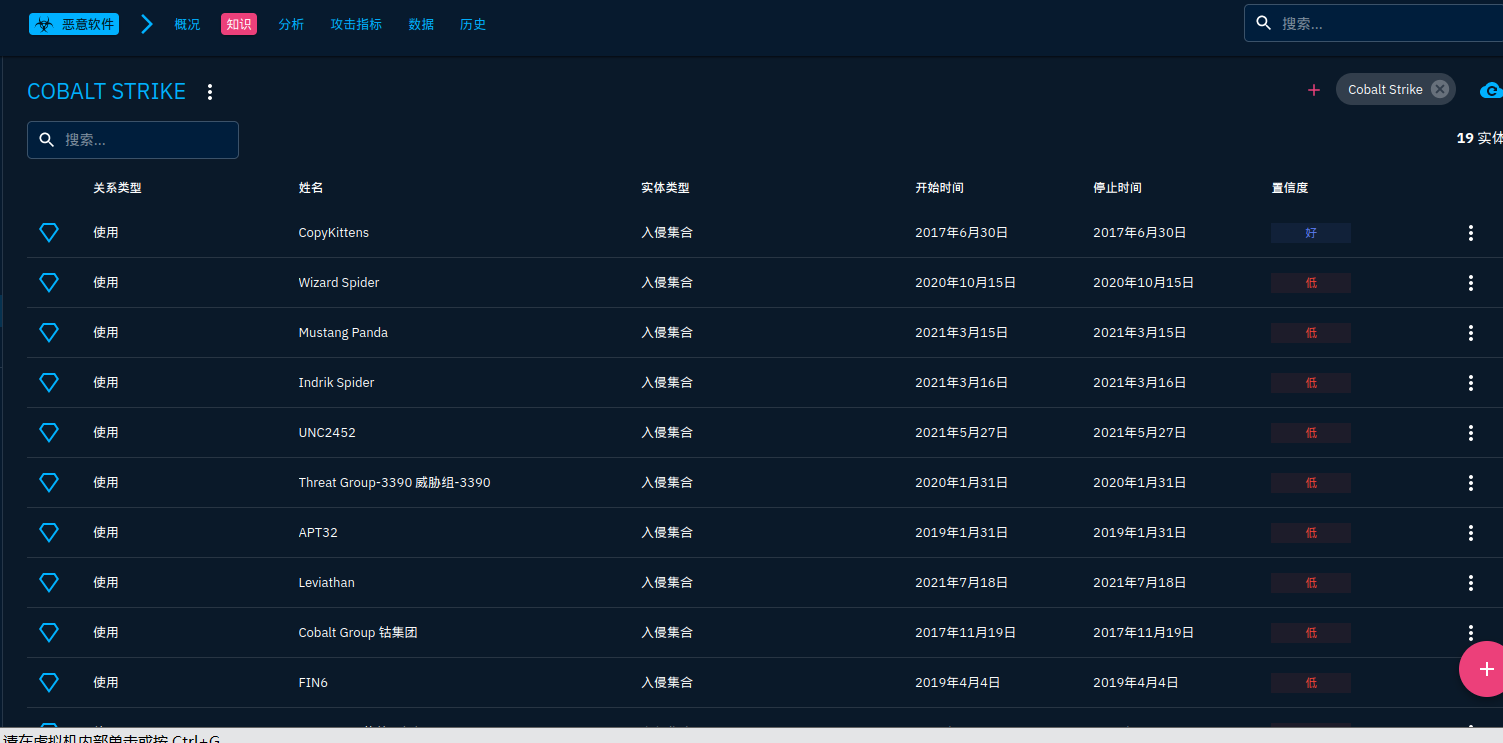 恶意软件 概况 知识 分析 攻击指标 数据 历史 搜索...
COBALT STRIKE Cobalt Strike
搜索... 19 实体
关系类型 姓名 实体类型 开始时间 停止时间 置信度
使用 CopyKittens 入侵集合 2017年6月30日 2017年6月30日 好
使用 Wizard Spider 入侵集合 2020年10月15日 2020年10月15日 低
使用 Mustang Panda 入侵集合 2021年3月15日 2021年3月15日 低
使用 Indrik Spider 入侵集合 2021年3月16日 2021年3月16日 低
使用 UNC2452 入侵集合 2021年5月27日 2021年5月27日 低
使用 Threat Group-3390 威胁组-3390 入侵集合 2020年1月31日 2020年1月31日 低
使用 APT32 入侵集合 2019年1月31日 2019年1月31日 低
使用 Leviathan 入侵集合 2021年7月18日 2021年7月18日 低
使用 Cobalt Group 钴集团 入侵集合 2017年11月19日 2017年11月19日 低
使用 FIN6 入侵集合 2019年4月4日 2019年4月4日 低
请在虚拟机内部单击或按 Ctrl+G